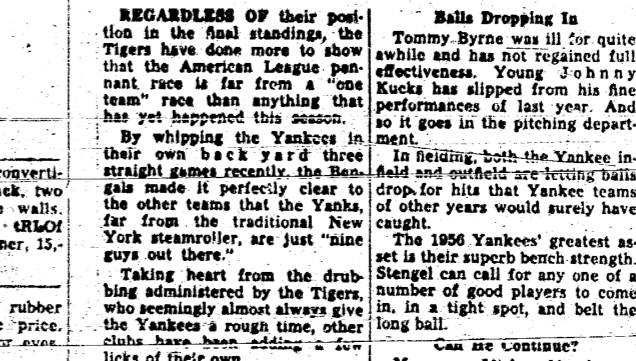 onverti-
ck, two
walls.
tRLOf
ner, 15,-
rubber
price.
or eyes.
REGARDLESS OF their posi-
tion in the final standings, the
Tigers have done more to show
that the American League pen-
nant race is far from a "one
team" race than anything that
has yet happened this season.
By whipping the Yankees in
their own back yard three
straight games recently, the Ben-
gals made it perfectly clear to
the other teams that the Yanks,
far from the traditional New
York steamroller, are just "nine
guys out there."
Taking heart from the drub-
bing administered by the Tigers,
who seemingly almost always give
the Yankees a rough time, other
clubs have been adding a few
licks of their own
Balls Dropping In
Tommy Byrne was ill for quite
awhile and has not regained full
effectiveness. Young Johnny
Kucks has slipped from his fine
performances of last year. And
so it goes in the pitching depart-
ment.
In fielding, both the Yankee in-
field and outfield are letting balls
drop for hits that Yankee teams
of other years would surely have
caught.
The 1956 Yankees' greatest as-
set is their superb bench strength.
Stengel can call for any one of a
number of good players to come
in, in a tight spot, and belt the
long ball.
Can He Continue?